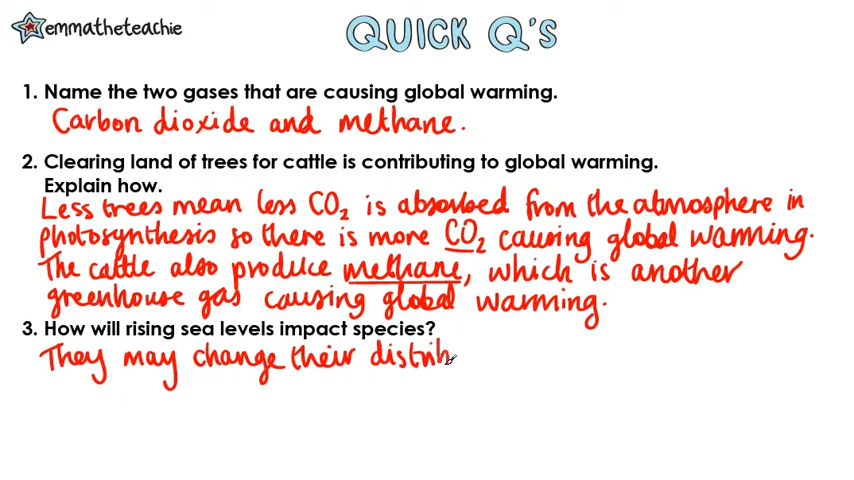 emmatheteachie
QUICK Q'S
1. Name the two gases that are causing global warming.
Carbon dioxide and methane.
2. Clearing land of trees for cattle is contributing to global warming.
Explain how.
Less trees mean less CO₂ is absorbed from the atmosphere in
photosynthesis so there is more CO₂ causing global warming.
The cattle also produce methane, which is another
greenhouse gas causing global warming.
3. How will rising sea levels impact species?
They may change their distrib